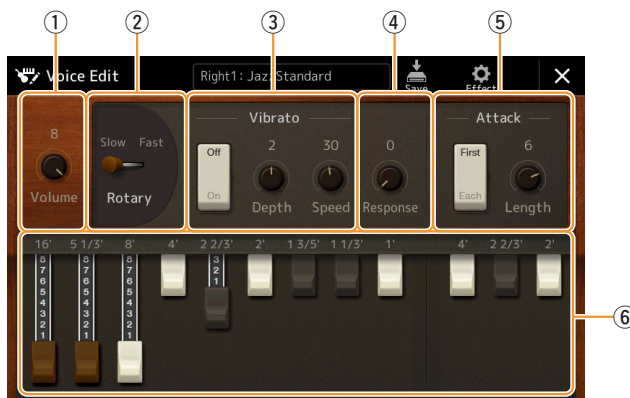 ① ② ③ ④ ⑤
Voice Edit Right1: JazzStandard Save Effect ×
Vibrato Attack
8 Slow Fast Off 2 30 0 First 6
On Each
Volume Rotary Depth Speed Response Length
16' 5 1/3' 8' 4' 2 2/3' 2' 1 3/5' 1 1/3' 1' 4' 2 2/3' 2'
8 8 8 3
7 7 7 2
6 6 6 1
5 5 5
4 4 4
3 3 3
2 2 2
1 1 1
⑥